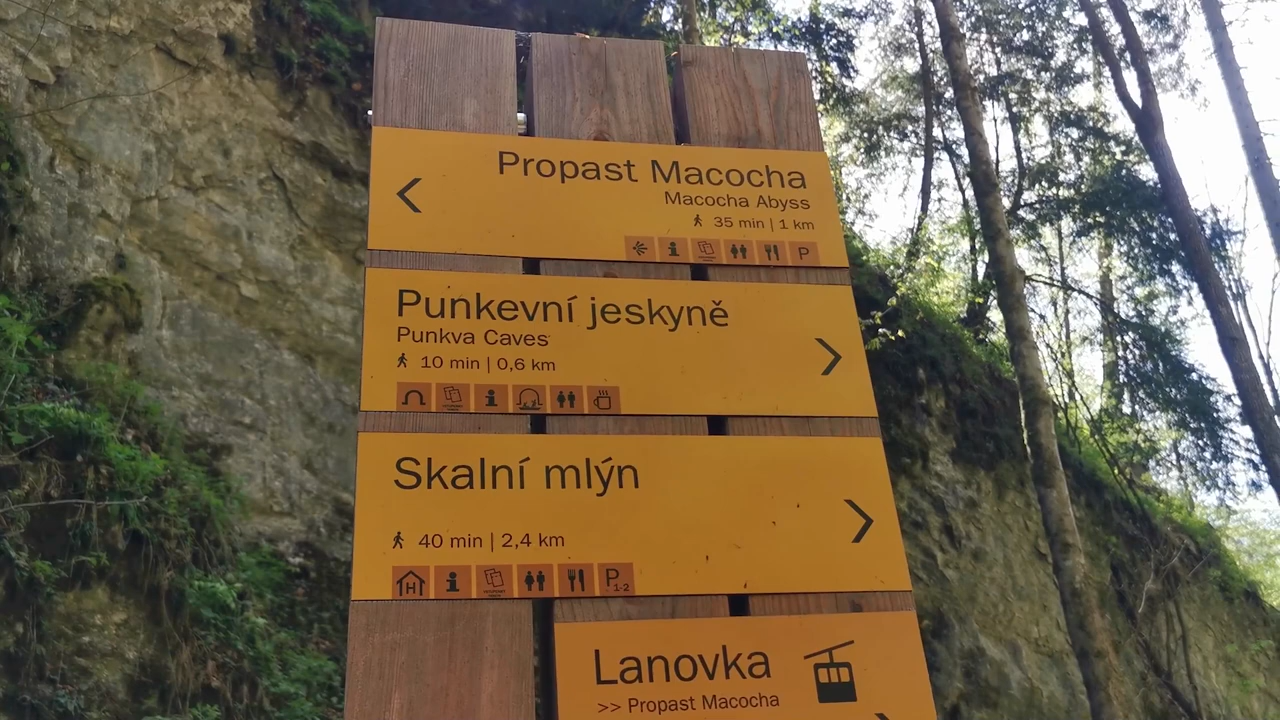 Propast Macocha
Macocha Abyss
35 min | 1 km
P
Punkevní jeskyně
Punkva Caves
10 min | 0,6 km
Skalní mlýn
40 min | 2,4 km
H
P 1-2
Lanovka
>> Propast Macocha